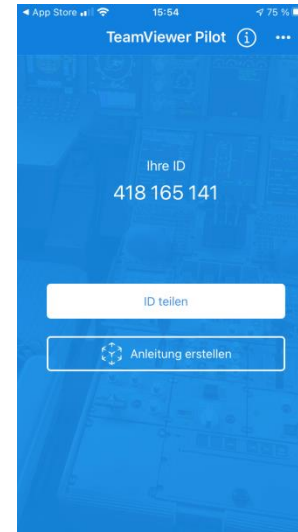 App Store 15:54 75 %
TeamViewer Pilot
Ihre ID
418 165 141
ID teilen
Anleitung erstellen